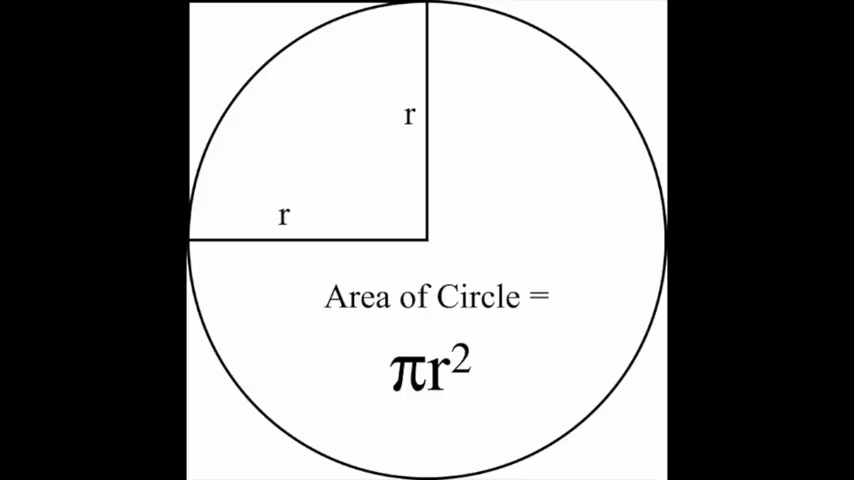 r
r
Area of Circle =
πr²